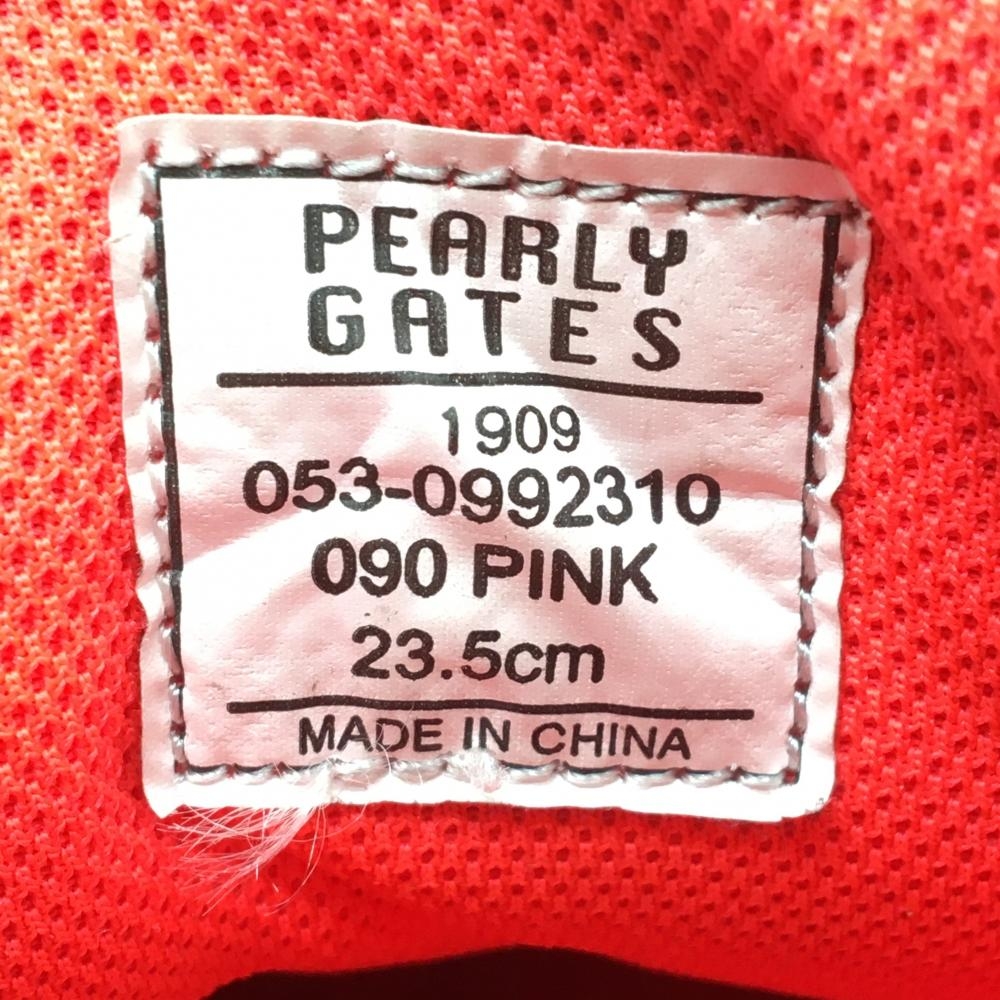 PEARLY
GATES
1909
053-0992310
090 PINK
23.5cm
MADE IN CHINA